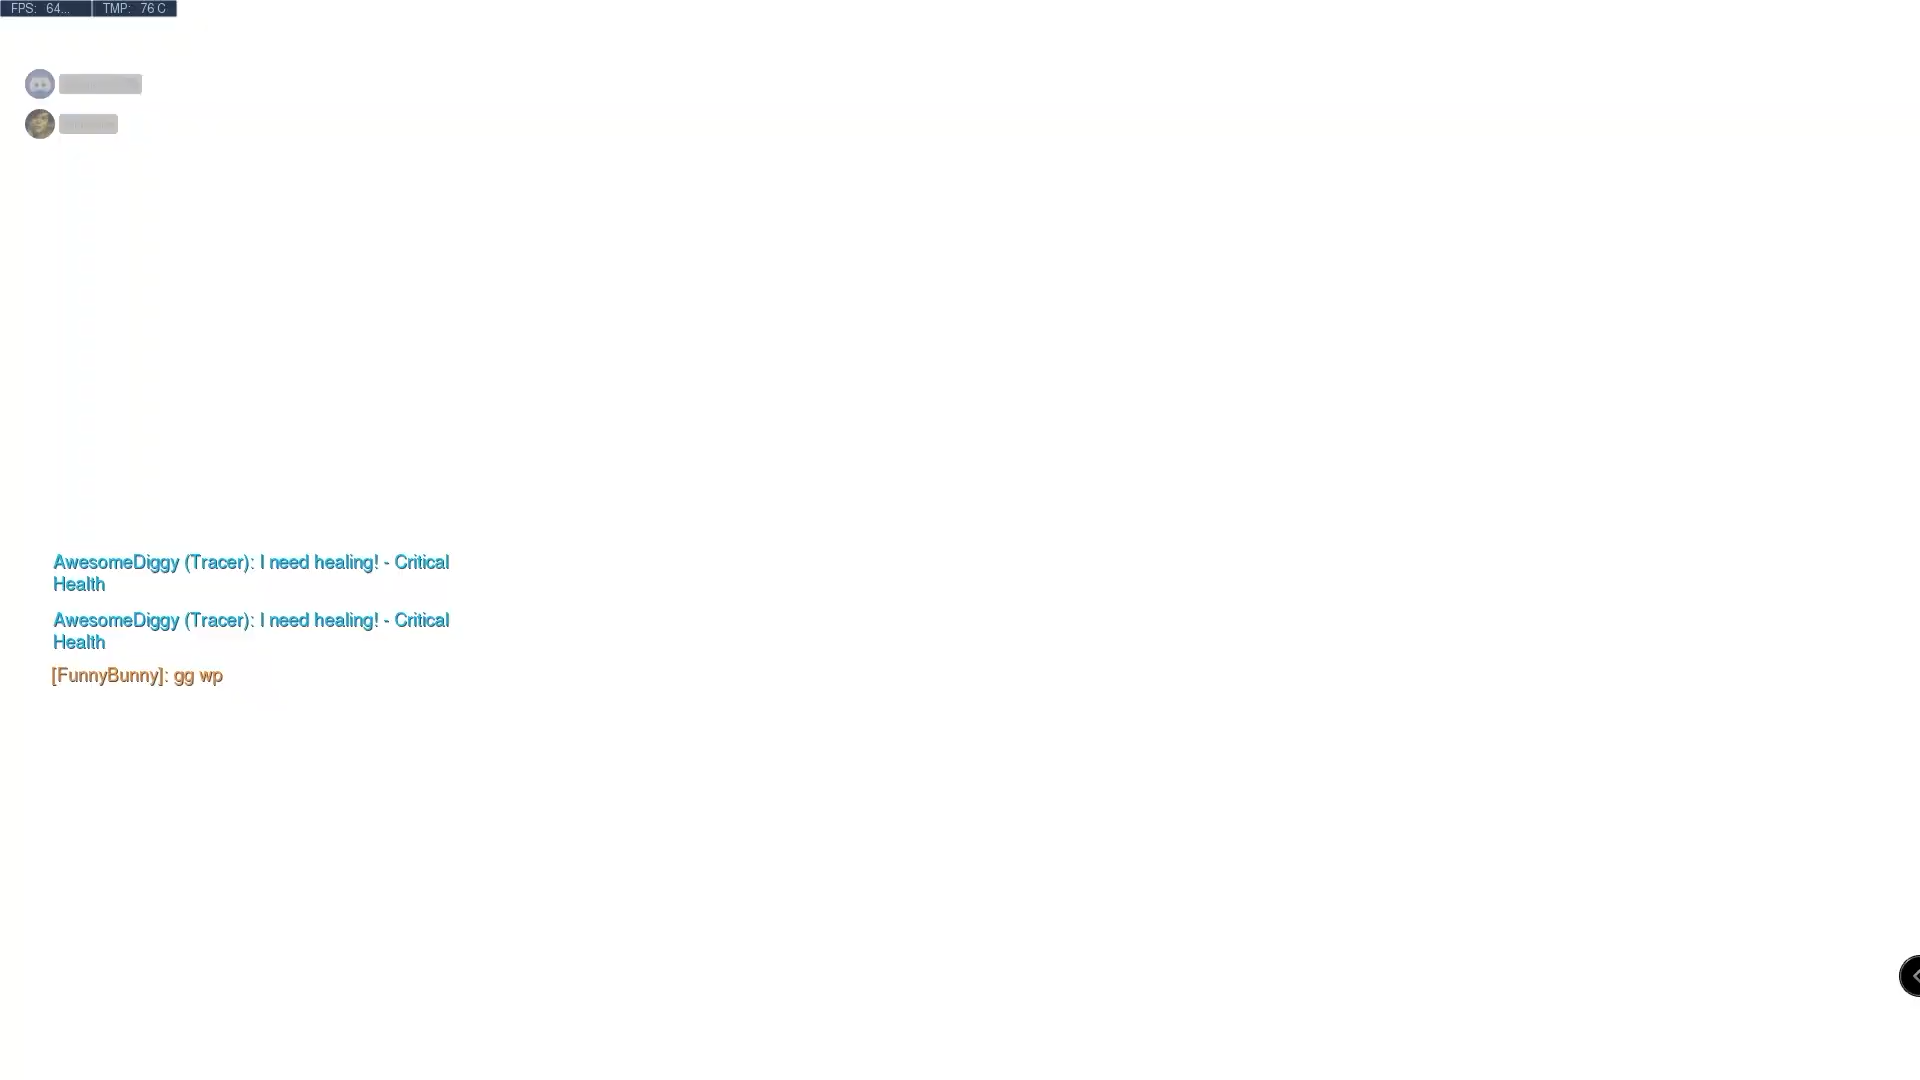 FPS: 64... TMP: 76 C
AwesomeDiggy (Tracer): I need healing! - Critical
Health
AwesomeDiggy (Tracer): I need healing! - Critical
Health
[FunnyBunny]: gg wp